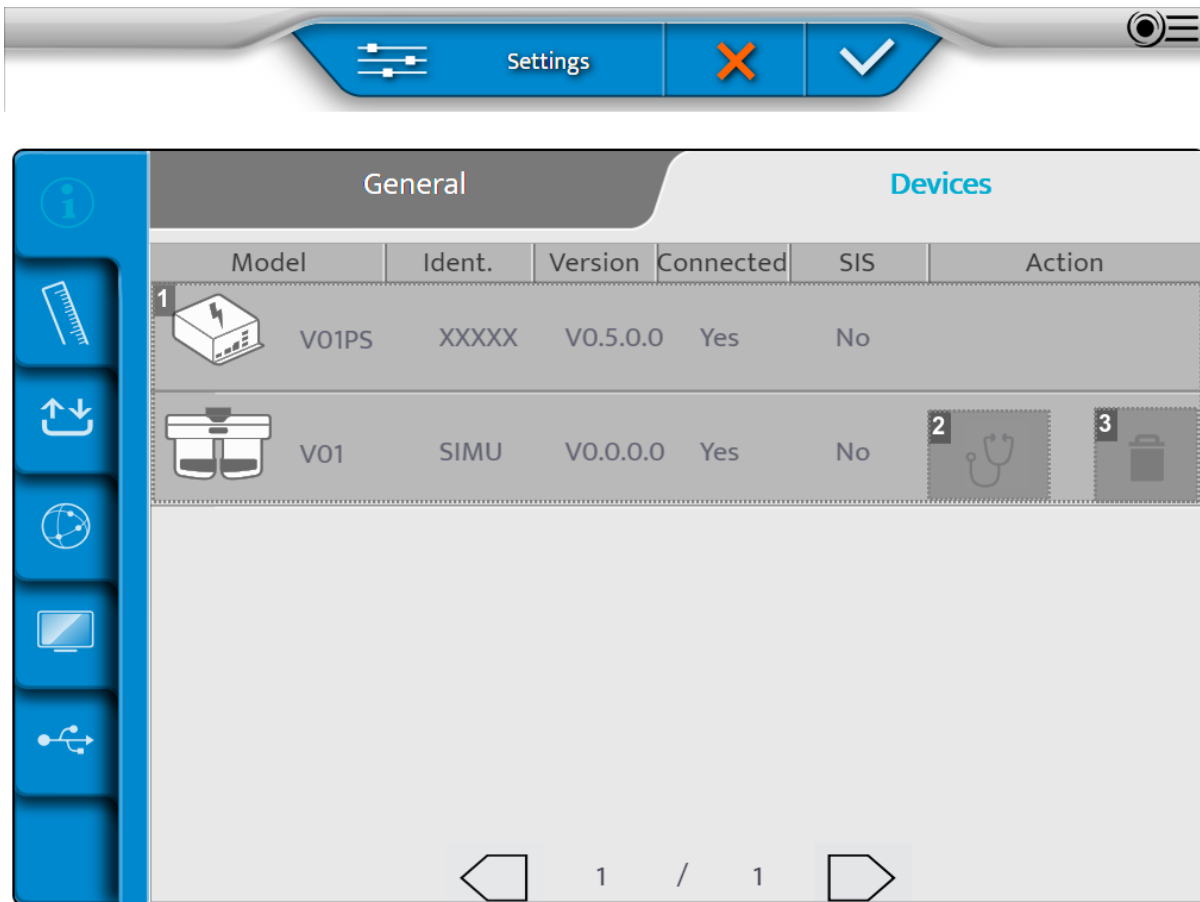 Settings
General Devices
Model Ident. Version Connected SIS Action
1 V01PS XXXXX V0.5.0.0 Yes No
V01 SIMU V0.0.0.0 Yes No 2 3
1 / 1